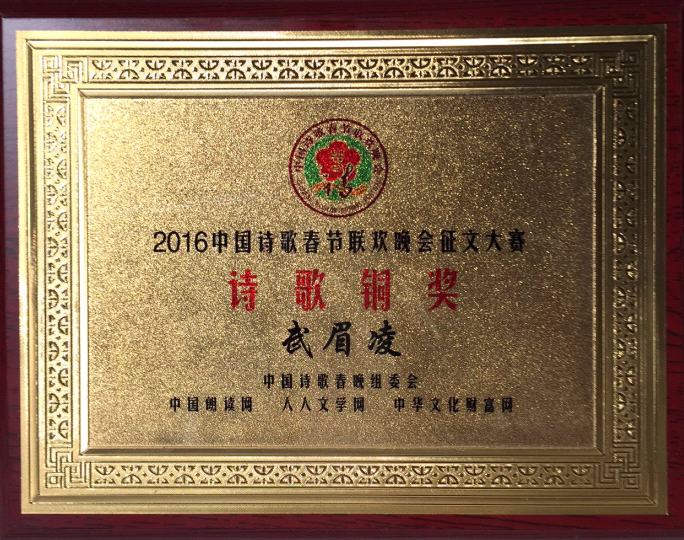 2016中国诗歌春节联欢晚会征文大赛
诗歌铜奖
武眉凌
中国诗歌春晚组委会
中国朗读网 人人文学网 中华文化财富网